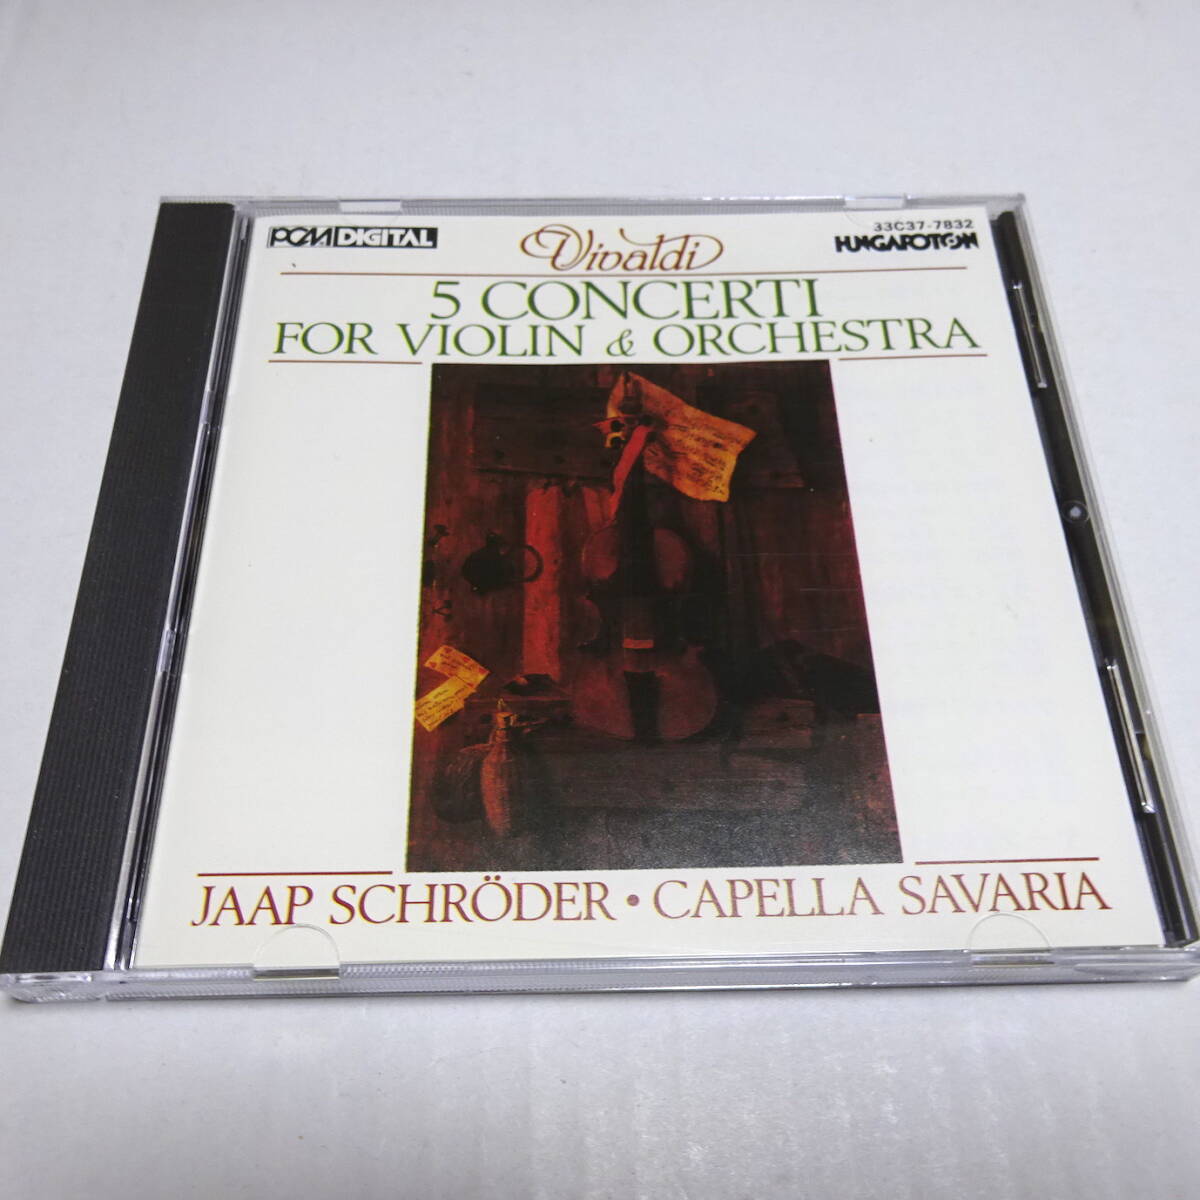 PCM DIGITAL
Vivaldi
33C37-7832
HUNGAROTON
5 CONCERTI
FOR VIOLIN & ORCHESTRA
JAAP SCHRÖDER • CAPELLA SAVARIA